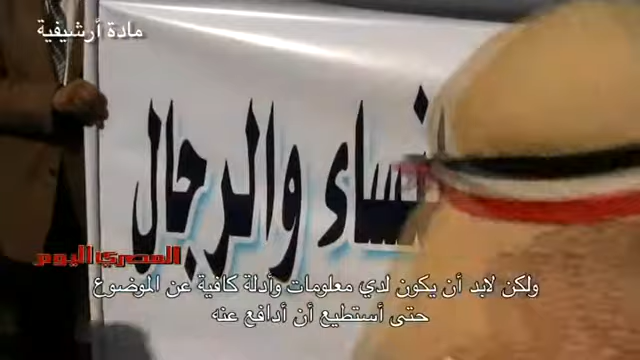 مادة أرشيفية
نساء والرجال
المصري اليوم
ولكن لابد أن يكون لدي معلومات وأدلة كافية عن الموضوع
حتى أستطيع أن أدافع عنه